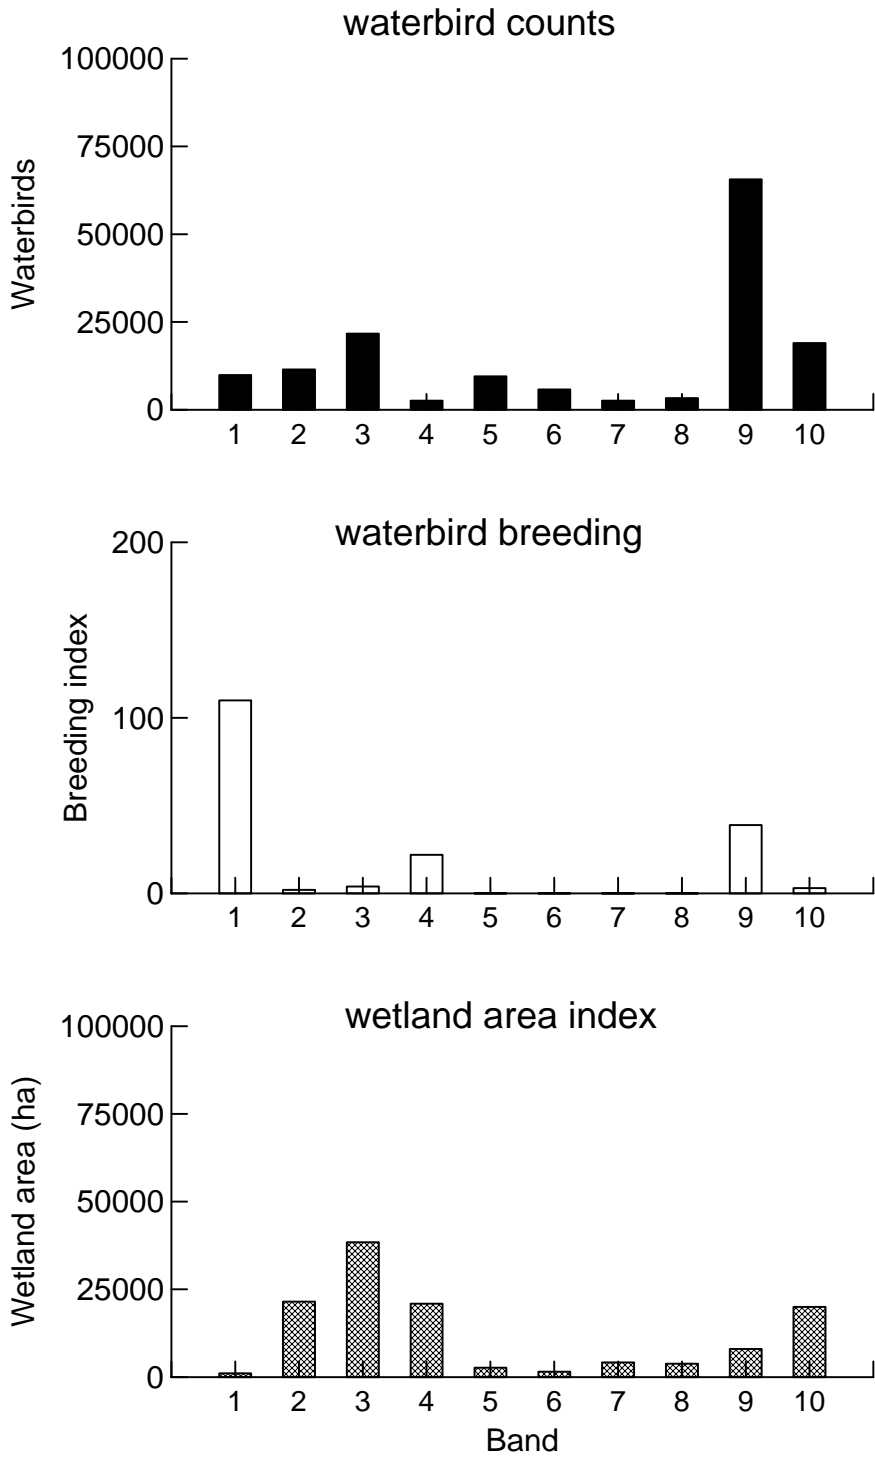 waterbird counts
100000
75000
50000
25000
0
Waterbirds
1 2 3 4 5 6 7 8 9 10
waterbird breeding
200
100
0
Breeding index
1 2 3 4 5 6 7 8 9 10
wetland area index
100000
75000
50000
25000
0
Wetland area (ha)
1 2 3 4 5 6 7 8 9 10
Band